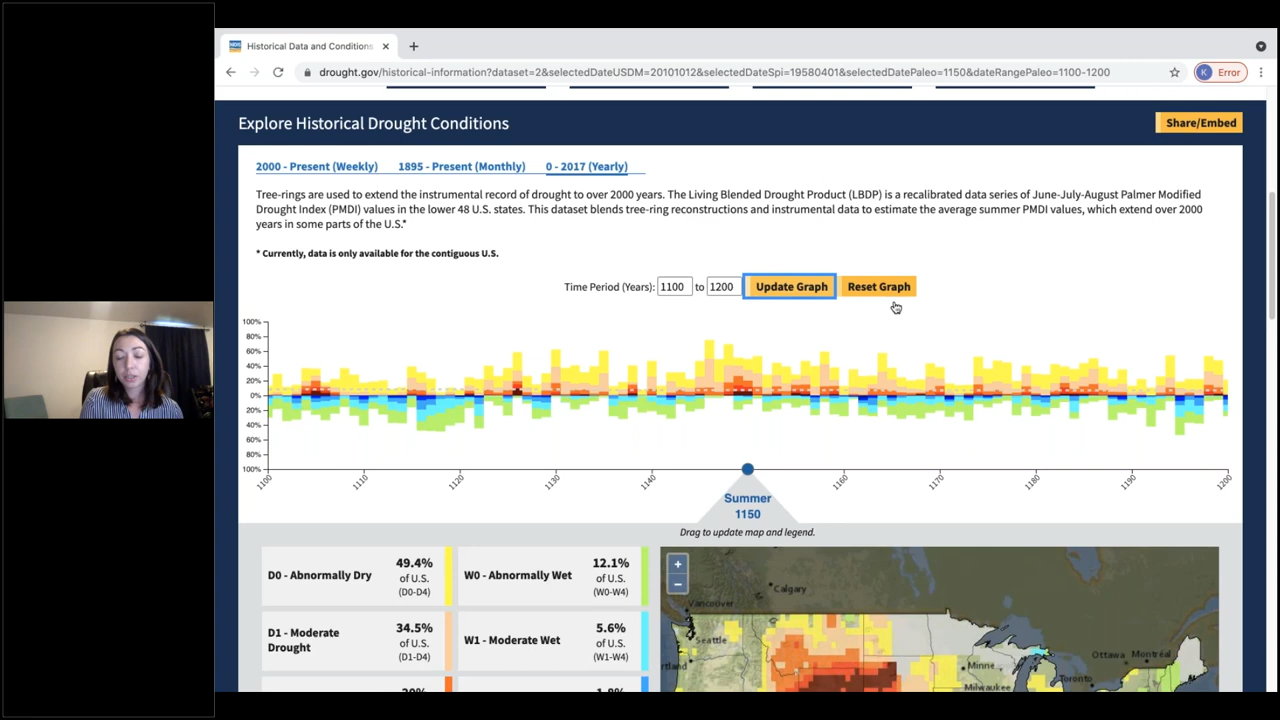 Historical Data and Conditions
drought.gov/historical-information?dataset=2&selectedDateUSDM=20101012&selectedDateSpi=19580401&selectedDatePaleo=1150&dateRangePaleo=1100-1200
K Error
Explore Historical Drought Conditions
Share/Embed
2000 - Present (Weekly) 1895 - Present (Monthly) 0 - 2017 (Yearly)
Tree-rings are used to extend the instrumental record of drought to over 2000 years. The Living Blended Drought Product (LBDP) is a recalibrated data series of June-July-August Palmer Modified
Drought Index (PMDI) values in the lower 48 U.S. states. This dataset blends tree-ring reconstructions and instrumental data to estimate the average summer PMDI values, which extend over 2000
years in some parts of the U.S.*
* Currently, data is only available for the contiguous U.S.
Time Period (Years): 1100 to 1200 Update Graph Reset Graph
100%
80%
60%
40%
20%
0%
20%
40%
60%
80%
100%
1100 1110 1120 1130 1140 1160 1170 1180 1190 1200
Summer
1150
Drag to update map and legend.
D0 - Abnormally Dry 49.4% of U.S. (D0-D4)
W0 - Abnormally Wet 12.1% of U.S. (W0-W4)
D1 - Moderate Drought 34.5% of U.S. (D1-D4)
W1 - Moderate Wet 5.6% of U.S. (W1-W4)
+
−
Calgary
Vancouver
Seattle
rtland
Minne
Milwaukee
Ottawa
Montréal
Toronto